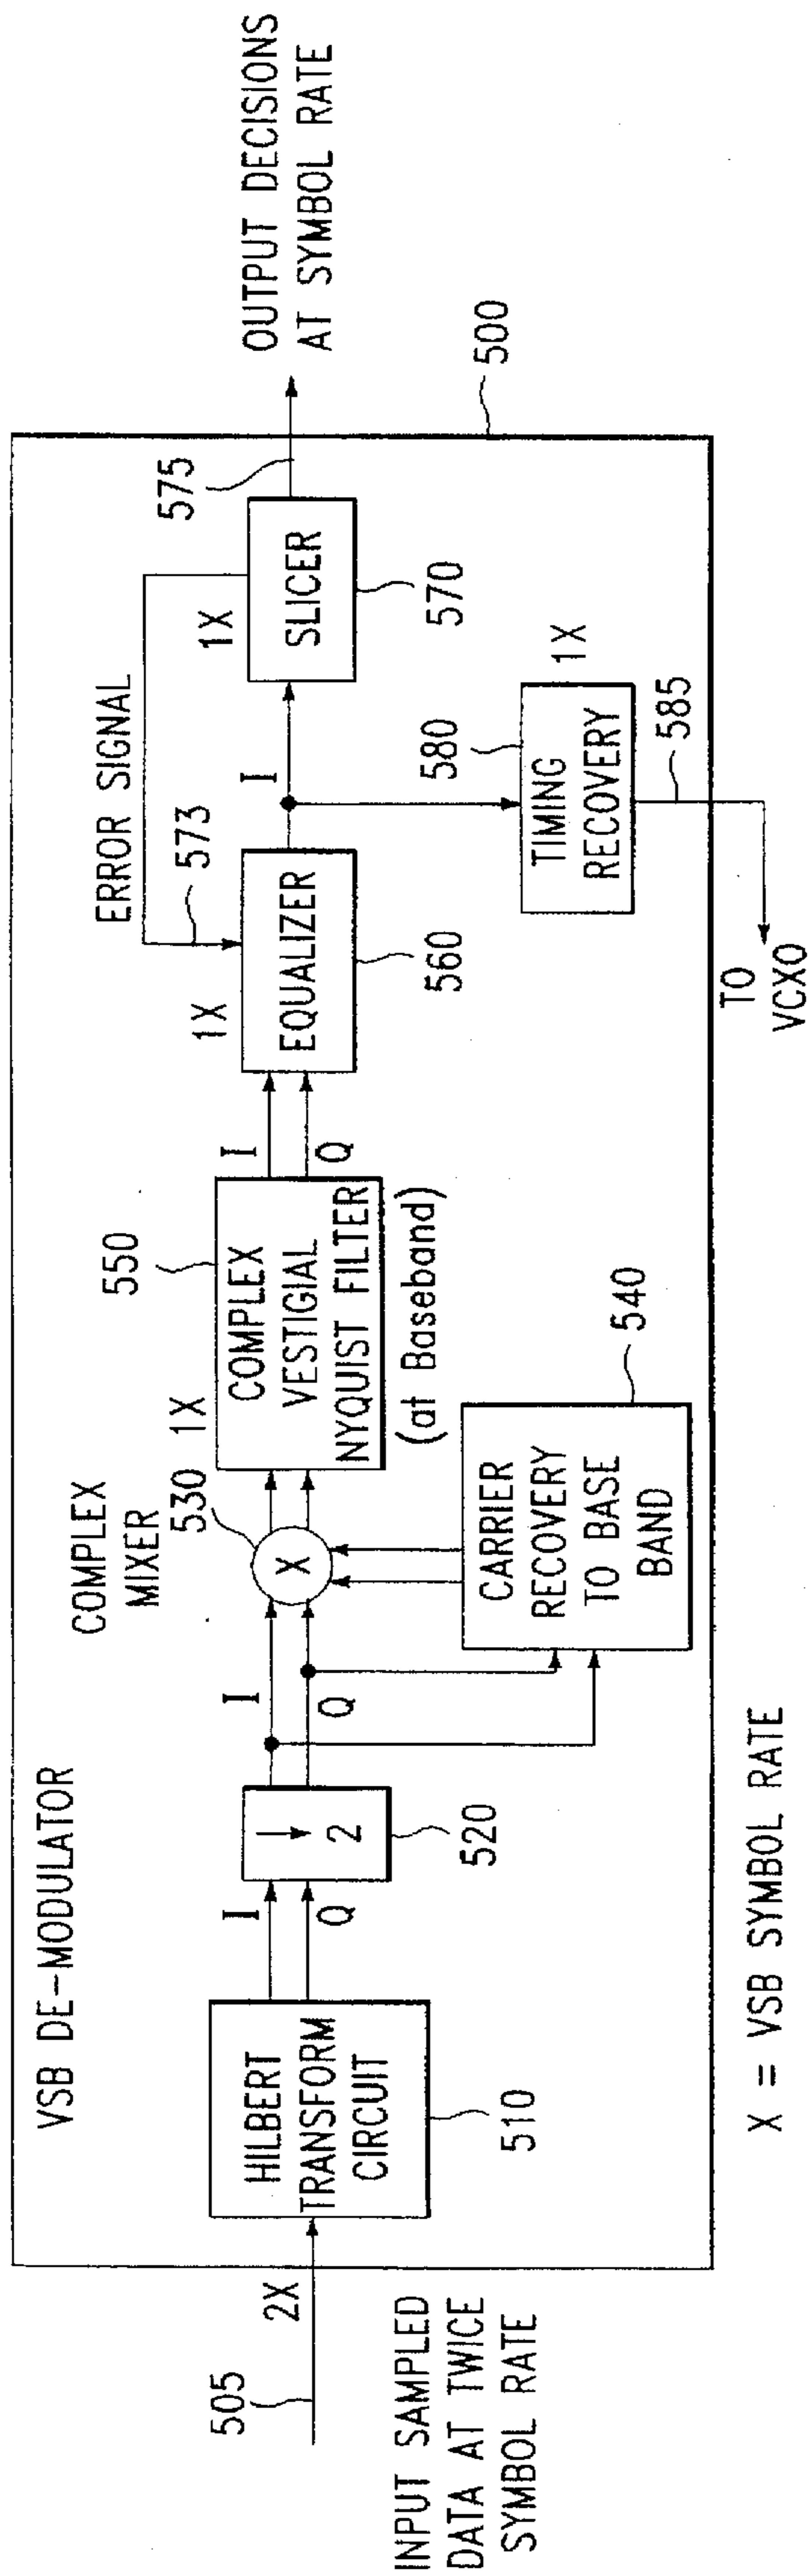 VSB DE-MODULATOR
505
2X
INPUT SAMPLED
DATA AT TWICE
SYMBOL RATE
HILBERT
TRANSFORM
CIRCUIT
510
I
Q
↓ 2
520
I
Q
COMPLEX
MIXER
530
X
CARRIER
RECOVERY
TO BASE
BAND
540
1X
550
COMPLEX
VESTIGIAL
NYQUIST FILTER
(at Baseband)
I
Q
1X
EQUALIZER
560
ERROR SIGNAL
573
I
1X
SLICER
570
575
580
TIMING
RECOVERY
1X
585
TO
VCXO
OUTPUT DECISIONS
AT SYMBOL RATE
500
X = VSB SYMBOL RATE